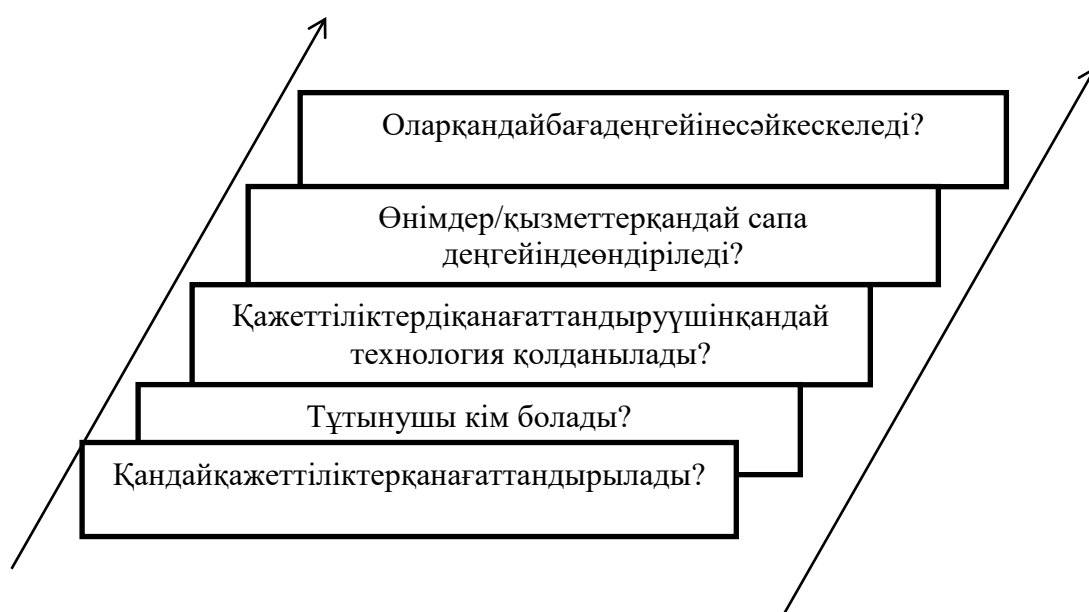 Оларқандайбағадеңгейінесәйкескеледі?
Өнімдер/қызметтерқандай сапа
деңгейіндеөндіріледі?
Қажеттіліктердіқанағаттандыруүшінқандай
технология қолданылады?
Тұтынушы кім болады?
Қандайқажеттіліктерқанағаттандырылады?